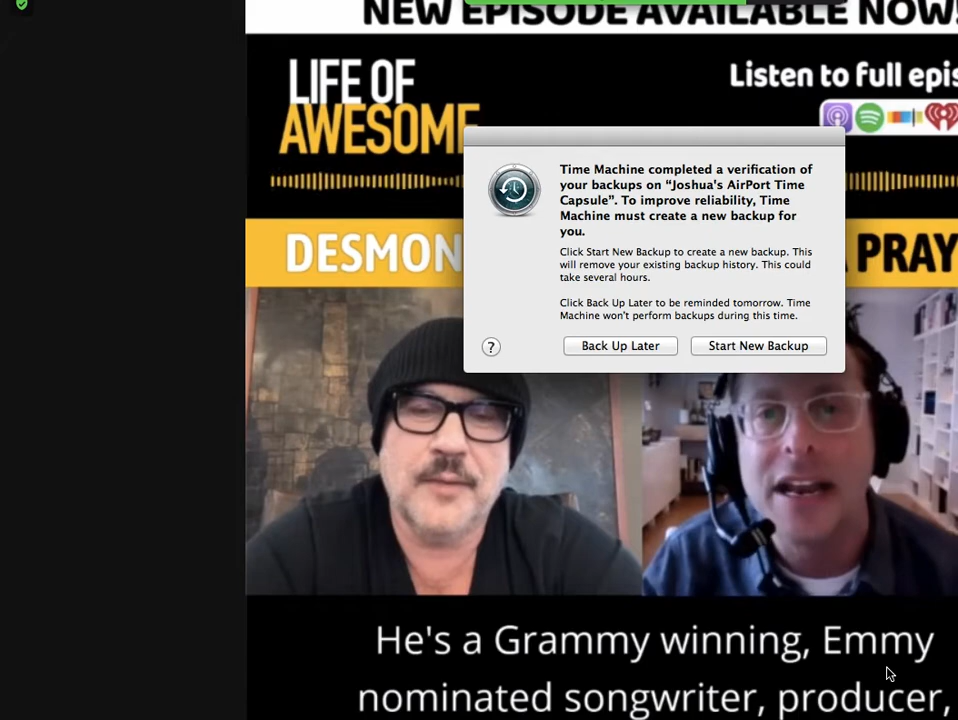 NEW EPISODE AVAILABLE NOW!
LIFE OF
AWESOME
Listen to full
Time Machine completed a verification of
your backups on “Joshua's AirPort Time
Capsule”. To improve reliability, Time
Machine must create a new backup for
you.
Click Start New Backup to create a new backup. This
will remove your existing backup history. This could
take several hours.
Click Back Up Later to be reminded tomorrow. Time
Machine won't perform backups during this time.
?
Back Up Later
Start New Backup
DESMON
PRAY
He's a Grammy winning, Emmy
nominated songwriter, producer,